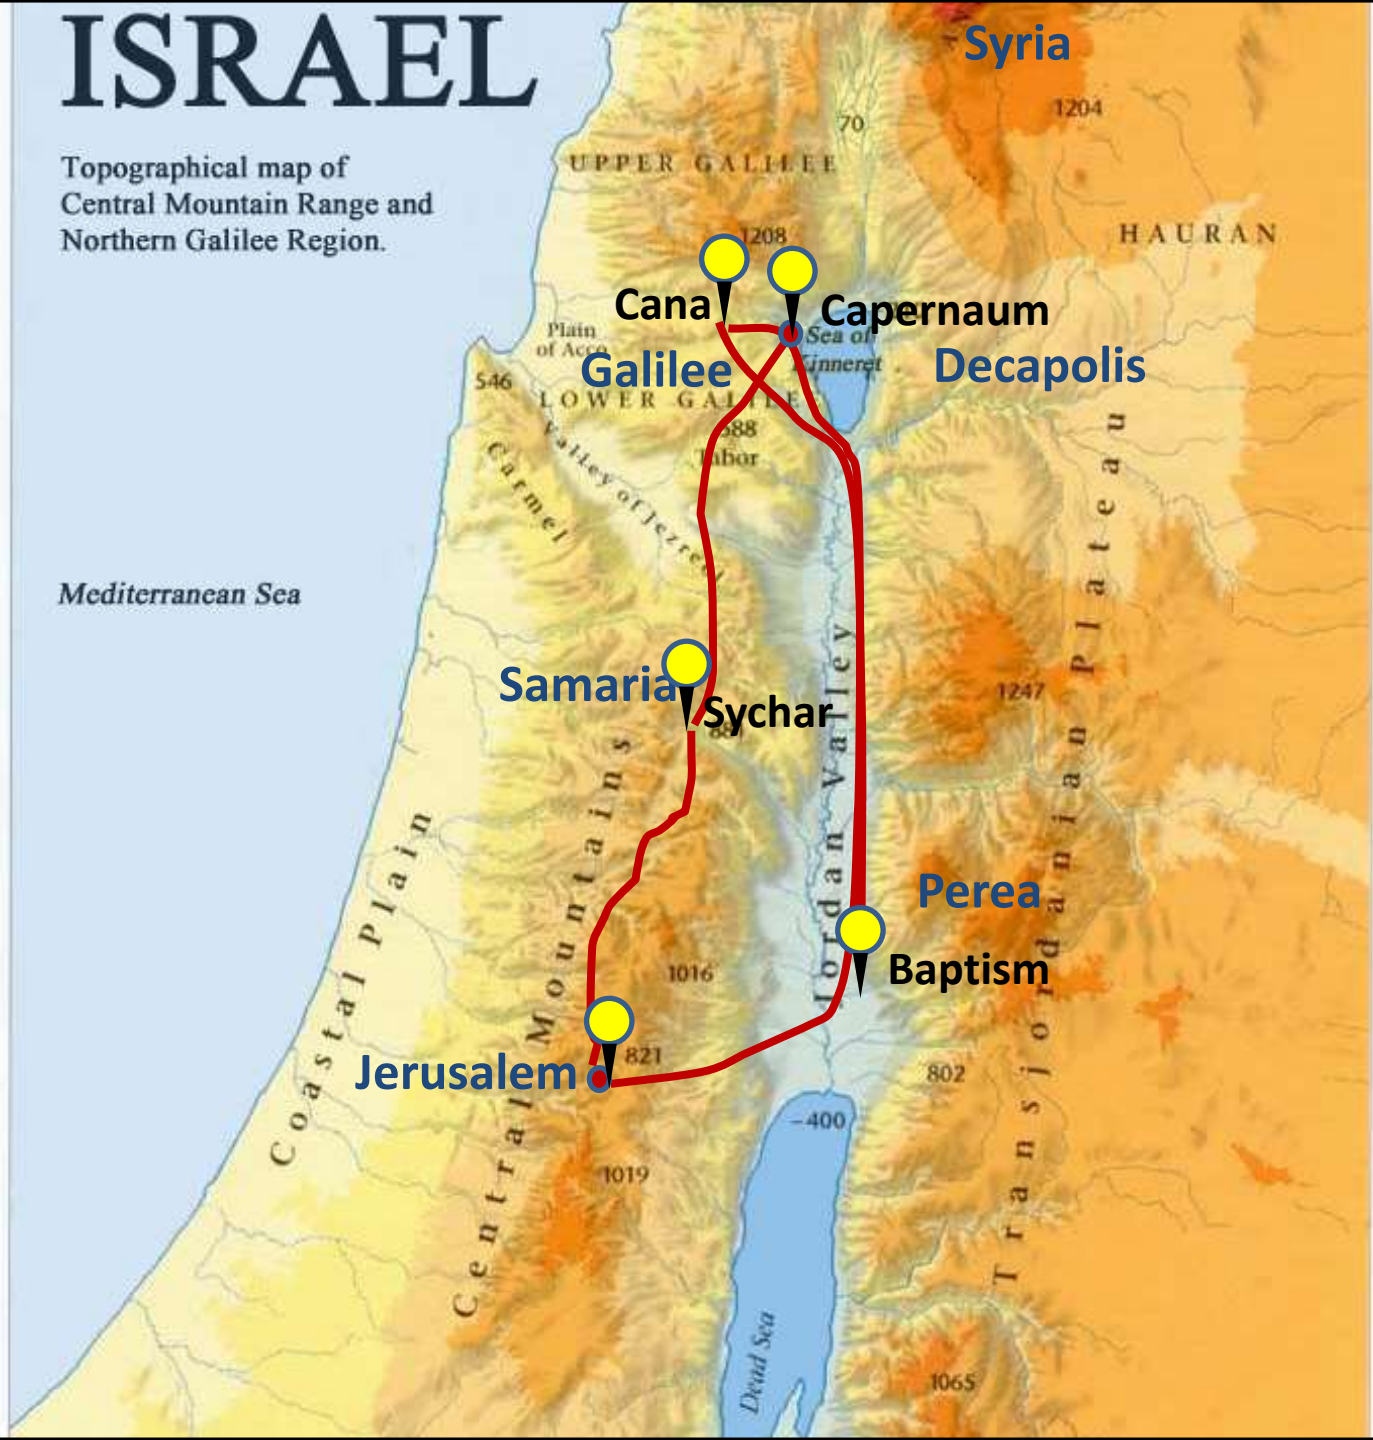 ISRAEL
Topographical map of
Central Mountain Range and
Northern Galilee Region.
Syria
1204
70
UPPER GALILEE
HAURAN
1208
Cana
Capernaum
Plain
of Acco
Sea of
Kinneret
Galilee
Decapolis
546
LOWER GALILEE
588
Tabor
Carmel
Valley of Jezreel
Mediterranean Sea
Samaria
Sychar
1247
Jordan Valley
Transjordanian Plateau
Coastal Plain
Central Mountains
Perea
Baptism
1016
Jerusalem
821
802
-400
1019
Dead Sea
1065